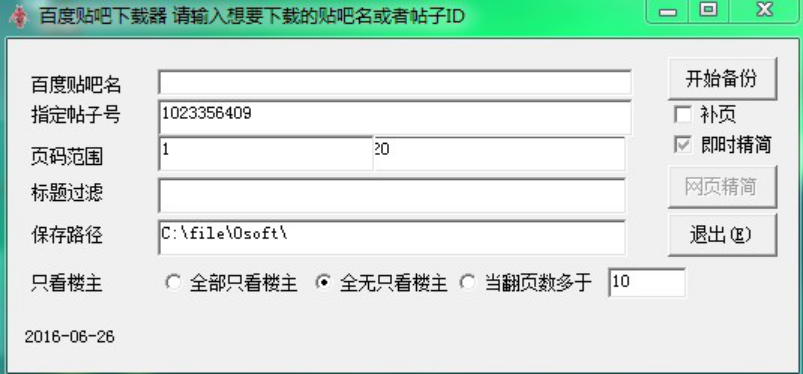 百度贴吧下载器 请输入想要下载的贴吧名或者帖子ID
百度贴吧名 开始备份
指定帖子号 1023356409 补页
页码范围 1 20 即时精简
标题过滤 网页精简
保存路径 C:\file\Osoft\ 退出(E)
只看楼主 全部只看楼主 全无只看楼主 当翻页数多于 10
2016-06-26